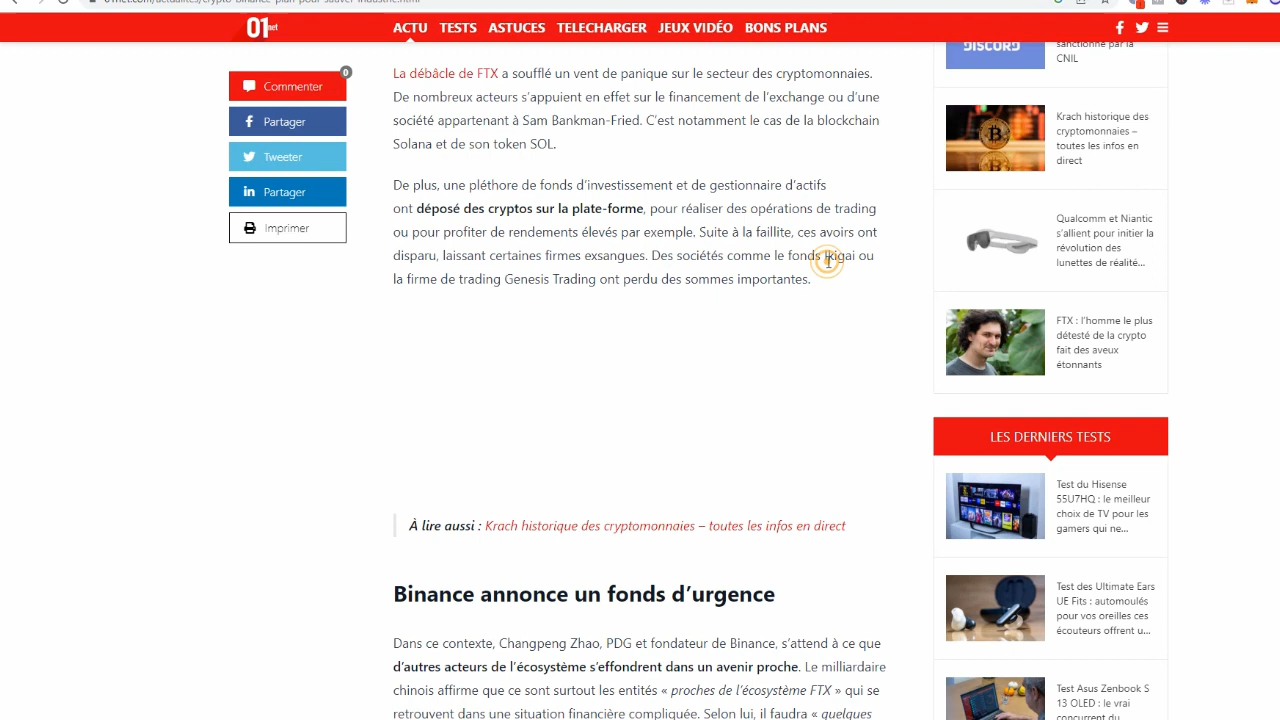 01net
ACTU TESTS ASTUCES TELECHARGER JEUX VIDÉO BONS PLANS
0
Commenter
Partager
Tweeter
Partager
Imprimer
La débâcle de FTX a soufflé un vent de panique sur le secteur des cryptomonnaies.
De nombreux acteurs s’appuient en effet sur le financement de l’exchange ou d’une
société appartenant à Sam Bankman-Fried. C’est notamment le cas de la blockchain
Solana et de son token SOL.
De plus, une pléthore de fonds d’investissement et de gestionnaire d’actifs
ont déposé des cryptos sur la plate-forme, pour réaliser des opérations de trading
ou pour profiter de rendements élevés par exemple. Suite à la faillite, ces avoirs ont
disparu, laissant certaines firmes exsangues. Des sociétés comme le fonds Ikigai ou
la firme de trading Genesis Trading ont perdu des sommes importantes.
À lire aussi : Krach historique des cryptomonnaies – toutes les infos en direct
Binance annonce un fonds d’urgence
Dans ce contexte, Changpeng Zhao, PDG et fondateur de Binance, s’attend à ce que
d’autres acteurs de l’écosystème s’effondrent dans un avenir proche. Le milliardaire
chinois affirme que ce sont surtout les entités « proches de l’écosystème FTX » qui se
retrouvent dans une situation financière compliquée. Selon lui, il faudra « quelques
DISCORD
sanctionné par la
CNIL
Krach historique des
cryptomonnaies –
toutes les infos en
direct
Qualcomm et Niantic
s’allient pour initier la
révolution des
lunettes de réalité...
FTX : l’homme le plus
détesté de la crypto
fait des aveux
étonnants
LES DERNIERS TESTS
Test du Hisense
55U7HQ : le meilleur
choix de TV pour les
gamers qui ne...
Test des Ultimate Ears
UE Fits : automoulés
pour vos oreilles ces
écouteurs offrent u...
Test Asus Zenbook S
13 OLED : le vrai
concurrent du